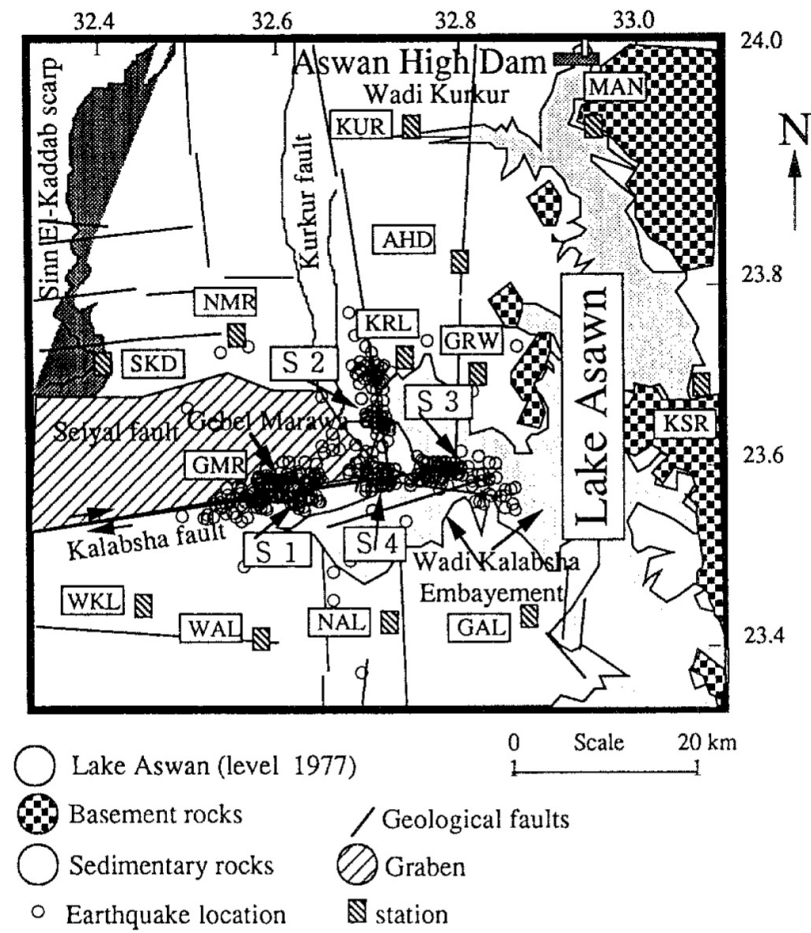 32.4 32.6 32.8 33.0
24.0
Aswan High Dam
MAN
Wadi Kurkur
KUR
N
Sinn El-Kaddab scarp
Kurkur fault
AHD
23.8
NMR
KRL
GRW
SKD
S 2
S 3
Lake Asawn
KSR
Gebel Marawa
Seiyal fault
23.6
GMR
Kalabsha fault
S 1
S 4
Wadi Kalabsha
Embayement
WKL
WAL
NAL
GAL
23.4
0 Scale 20 km
Lake Aswan (level 1977)
Basement rocks
Geological faults
Sedimentary rocks
Graben
Earthquake location
station